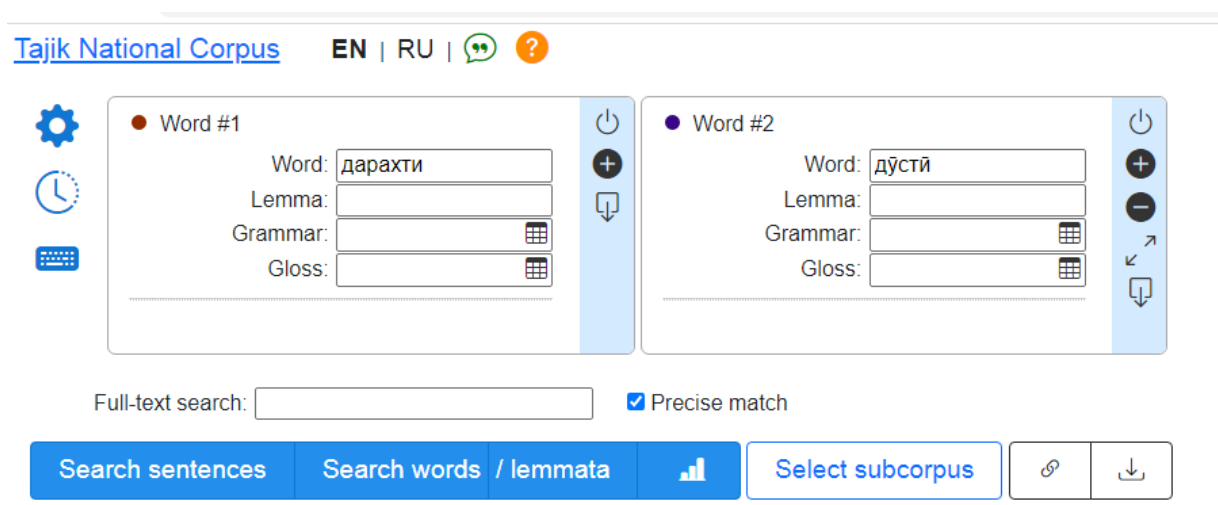 Tajik National Corpus EN | RU |
Word #1 Word #2
Word: дарахти Word: дӯстӣ
Lemma: Lemma:
Grammar: Grammar:
Gloss: Gloss:
Full-text search: Precise match
Search sentences Search words / lemmata Select subcorpus